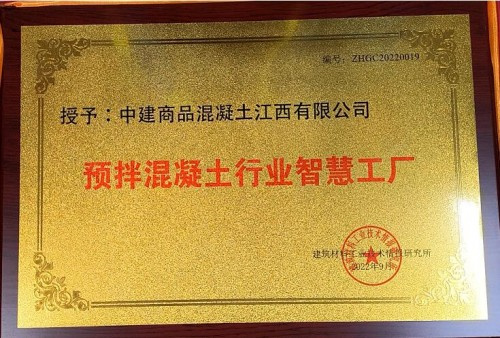 编号：ZHGC20220019
授予：中建商品混凝土江西有限公司
预拌混凝土行业智慧工厂
建筑材料工业技术情报研究所
2022年9月